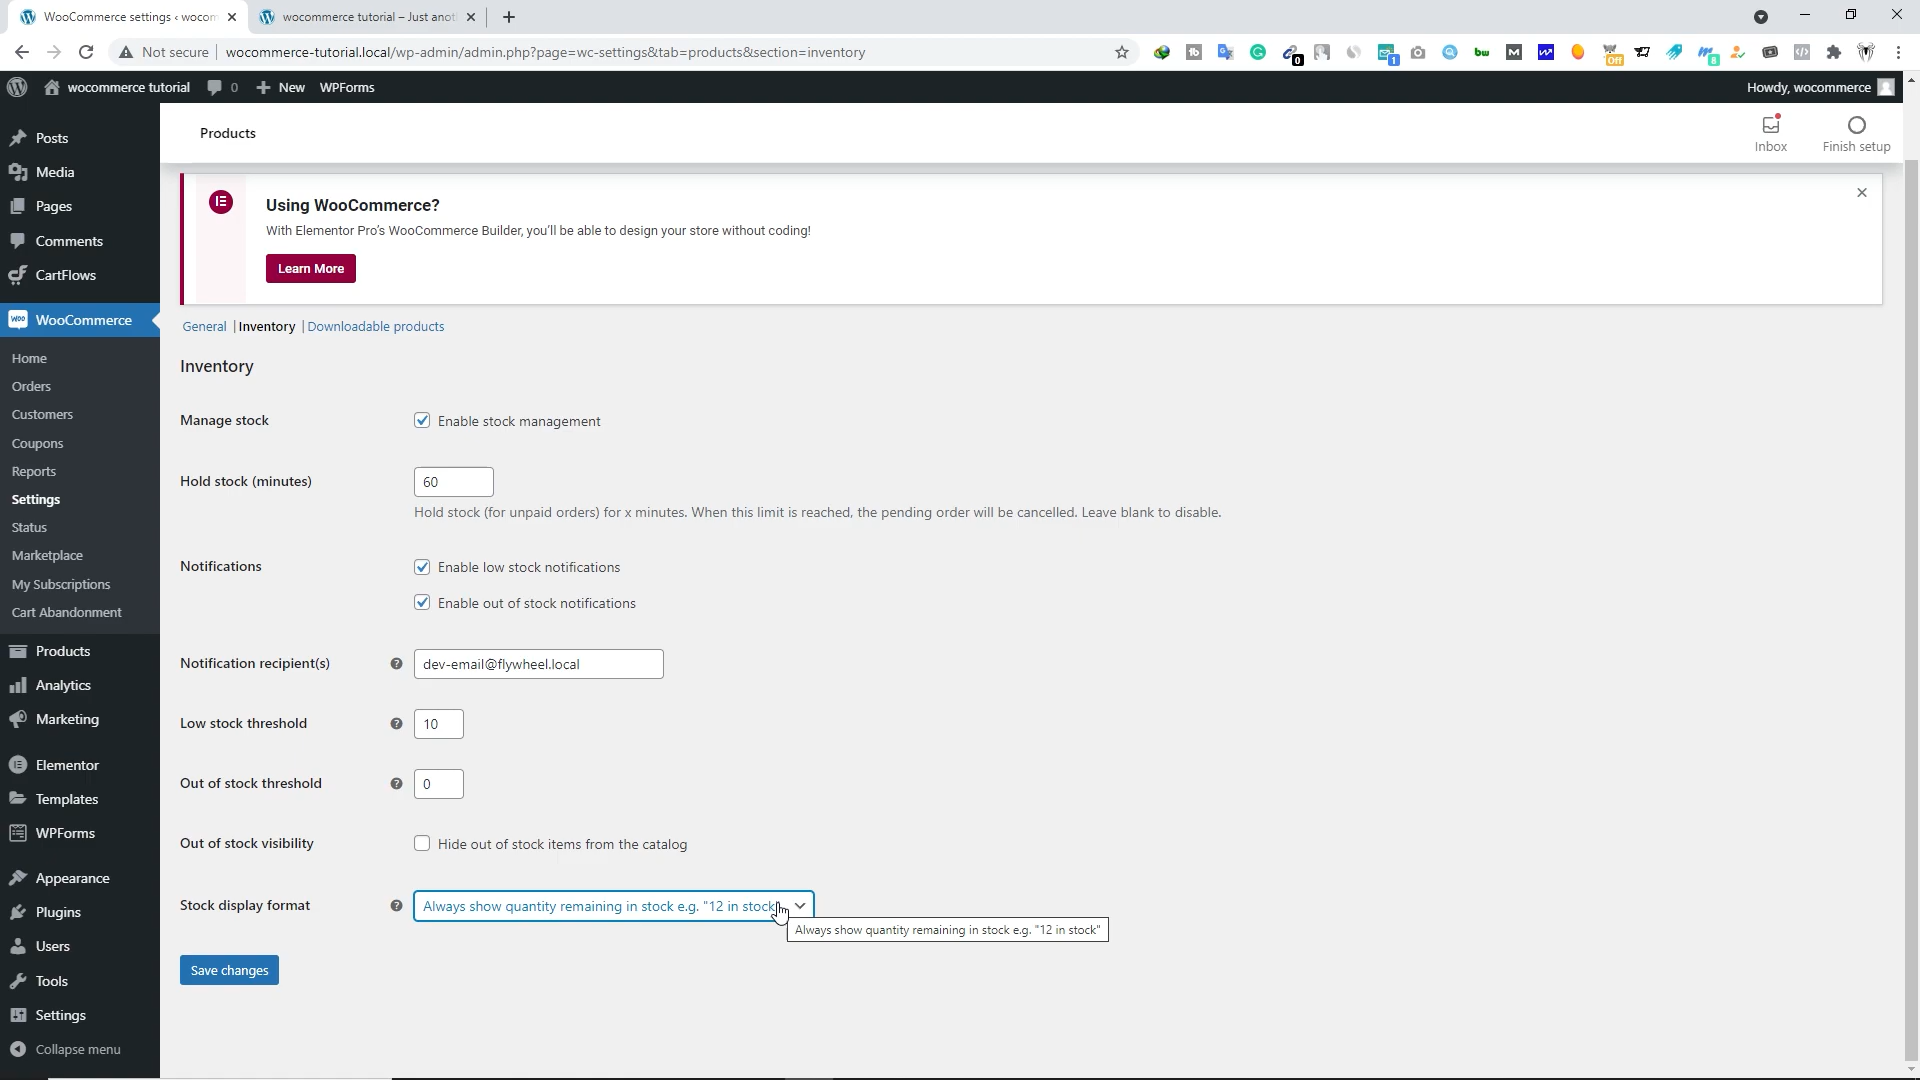 WooCommerce settings ‹ wocom
wocommerce tutorial – Just anot
Not secure
wocommerce-tutorial.local/wp-admin/admin.php?page=wc-settings&tab=products&section=inventory
wocommerce tutorial
0
New
WPForms
Howdy, wocommerce
Posts
Media
Pages
Comments
CartFlows
WooCommerce
Home
Orders
Customers
Coupons
Reports
Settings
Status
Marketplace
My Subscriptions
Cart Abandonment
Products
Analytics
Marketing
Elementor
Templates
WPForms
Appearance
Plugins
Users
Tools
Settings
Collapse menu
Products
Inbox
Finish setup
Using WooCommerce?
With Elementor Pro's WooCommerce Builder, you'll be able to design your store without coding!
Learn More
General | Inventory | Downloadable products
Inventory
Manage stock
Enable stock management
Hold stock (minutes)
60
Hold stock (for unpaid orders) for x minutes. When this limit is reached, the pending order will be cancelled. Leave blank to disable.
Notifications
Enable low stock notifications
Enable out of stock notifications
Notification recipient(s)
dev-email@flywheel.local
Low stock threshold
10
Out of stock threshold
0
Out of stock visibility
Hide out of stock items from the catalog
Stock display format
Always show quantity remaining in stock e.g. "12 in stock
Always show quantity remaining in stock e.g. "12 in stock"
Save changes